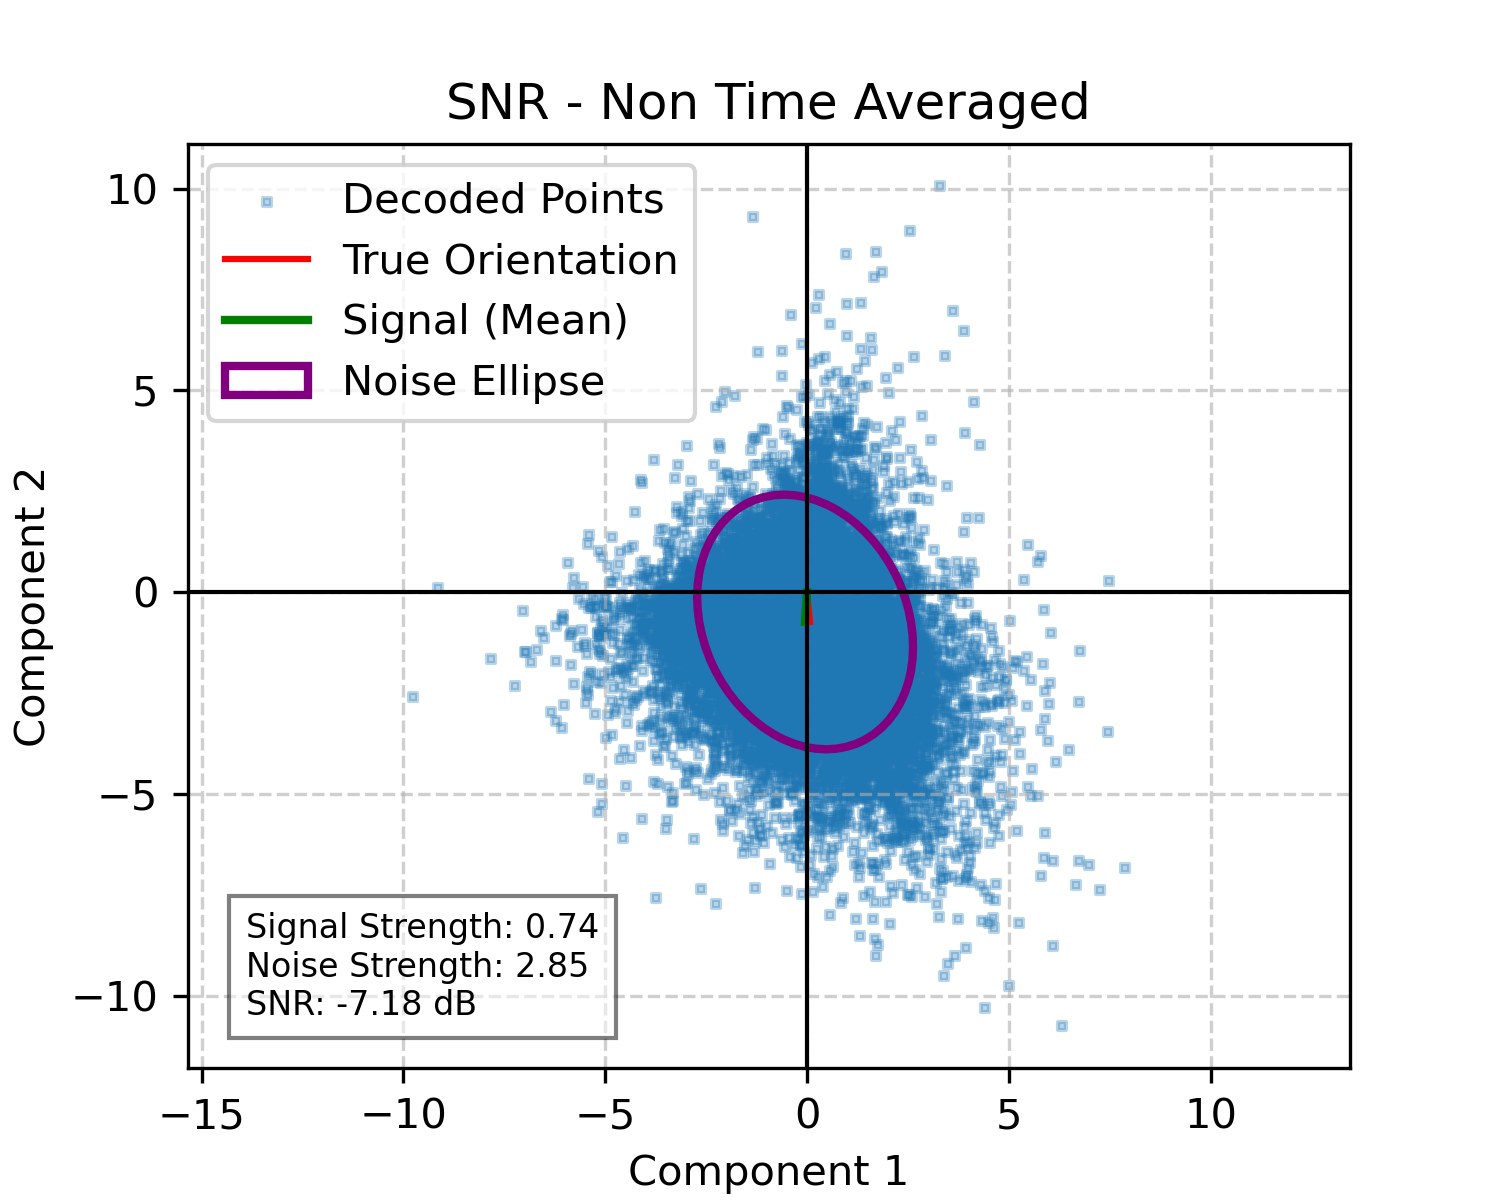 SNR - Non Time Averaged
Decoded Points
True Orientation
Signal (Mean)
Noise Ellipse
10
5
0
−5
−10
Component 2
Signal Strength: 0.74
Noise Strength: 2.85
SNR: -7.18 dB
−15
−10
−5
0
5
10
Component 1